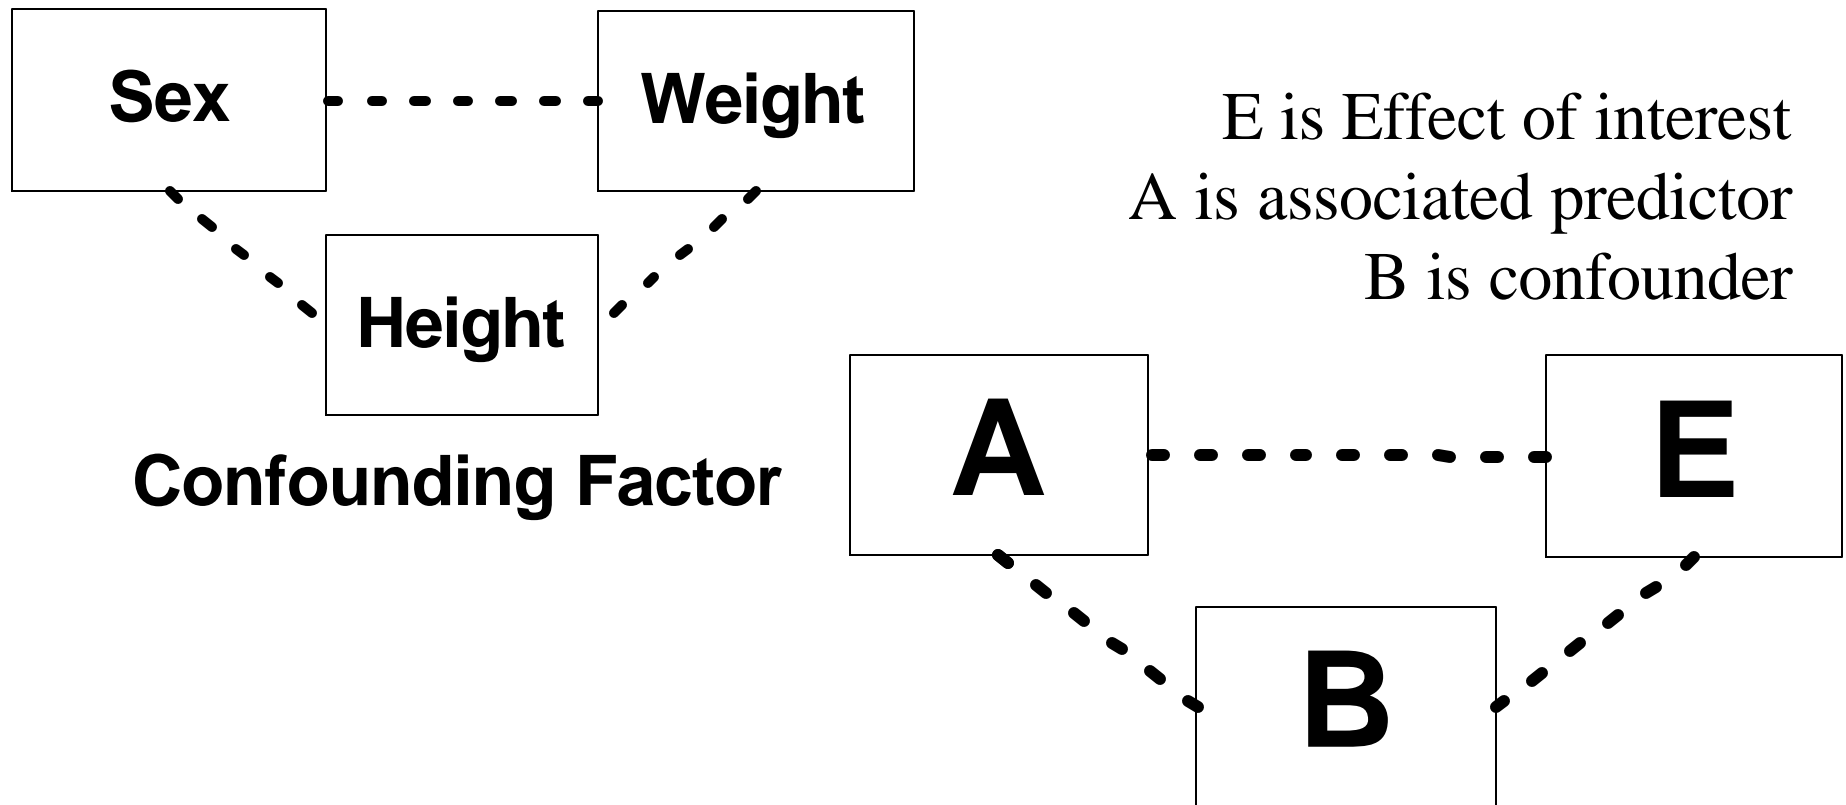 Sex
Weight
Height
Confounding Factor
E is Effect of interest
A is associated predictor
B is confounder
A
E
B